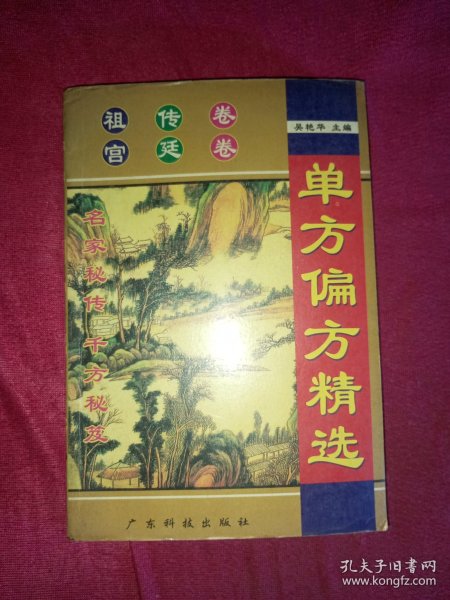 祖传卷
宫廷卷
吴艳华 主编
单方偏方精选
名家秘传千方秘笈
广东科技出版社
孔夫子旧书网
www.kongfz.com